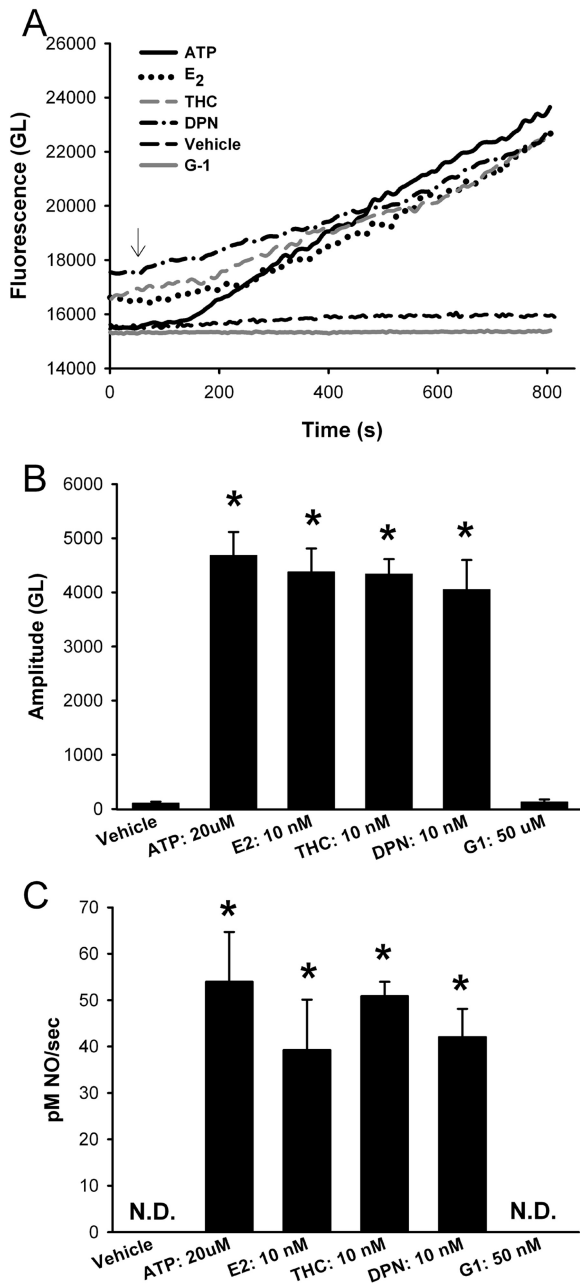 A
26000
24000
22000
20000
18000
16000
14000
Fluorescence (GL)
ATP
E2
THC
DPN
Vehicle
G-1
0 200 400 600 800
Time (s)
B
6000
5000
4000
3000
2000
1000
0
Amplitude (GL)
* * * *
Vehicle ATP: 20uM E2: 10 nM THC: 10 nM DPN: 10 nM G1: 50 uM
C
70
60
50
40
30
20
10
0
pM NO/sec
* * * *
N.D. N.D.
Vehicle ATP: 20uM E2: 10 nM THC: 10 nM DPN: 10 nM G1: 50 nM